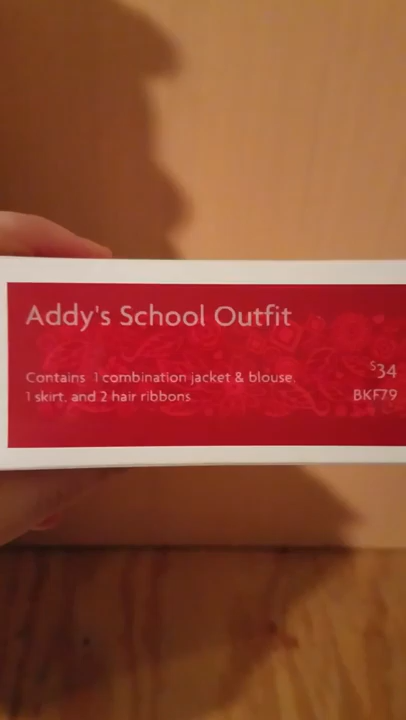 Addy's School Outfit
Contains 1 combination jacket & blouse,
1 skirt, and 2 hair ribbons
$34
BKF79